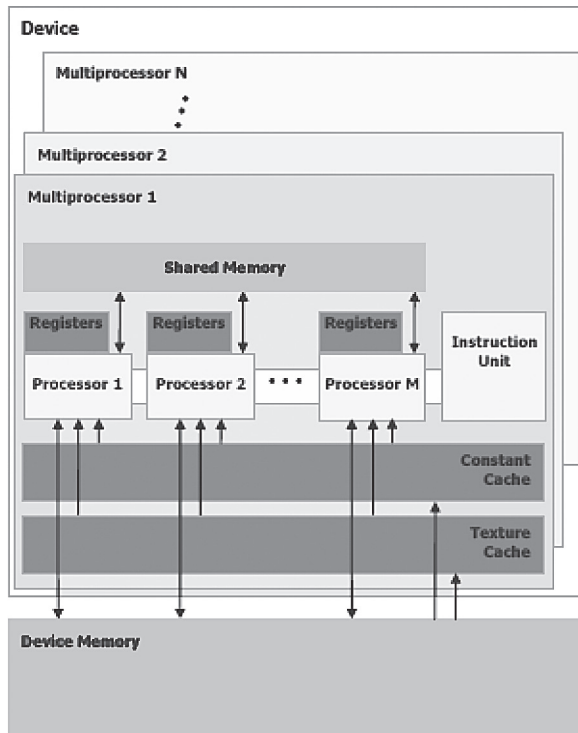 Device
Multiprocessor N
Multiprocessor 2
Multiprocessor 1
Shared Memory
Registers
Registers
Registers
Instruction
Unit
Processor 1
Processor 2
Processor M
Constant
Cache
Texture
Cache
Device Memory